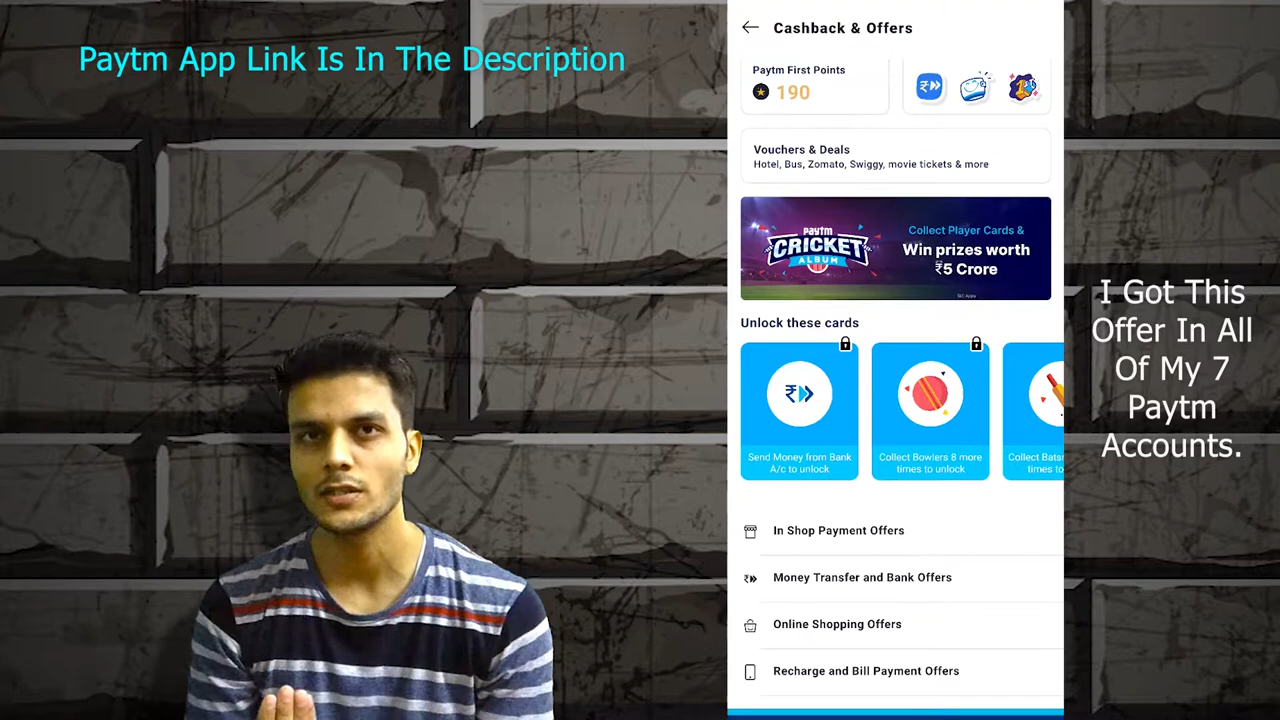 Paytm App Link Is In The Description
Cashback & Offers
Paytm First Points
190
Vouchers & Deals
Hotel, Bus, Zomato, Swiggy, movie tickets & more
paytm
CRICKET
ALBUM
Collect Player Cards &
Win prizes worth
₹5 Crore
T&C Apply
Unlock these cards
₹
Send Money from Bank
A/c to unlock
Collect Bowlers 8 more
times to unlock
Collect Bats
times to
In Shop Payment Offers
Money Transfer and Bank Offers
Online Shopping Offers
Recharge and Bill Payment Offers
I Got This
Offer In All
Of My 7
Paytm
Accounts.